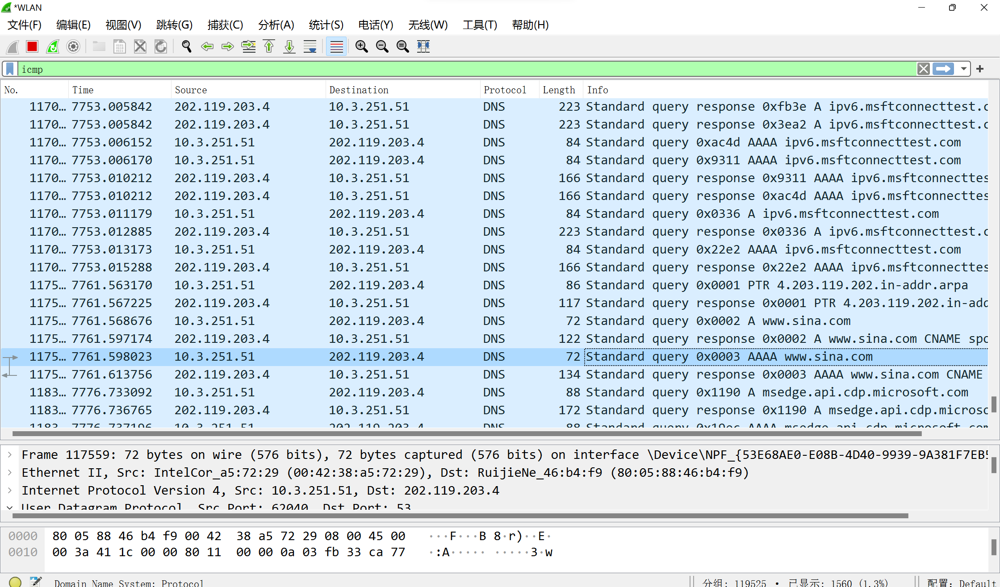 *WLAN
文件(F) 编辑(E) 视图(V) 跳转(G) 捕获(C) 分析(A) 统计(S) 电话(Y) 无线(W) 工具(T) 帮助(H)
icmp
No. Time Source Destination Protocol Length Info
1170… 7753.005842 202.119.203.4 10.3.251.51 DNS 223 Standard query response 0xfb3e A ipv6.msftconnecttest.c
1170… 7753.005842 202.119.203.4 10.3.251.51 DNS 223 Standard query response 0x3ea2 A ipv6.msftconnecttest.c
1170… 7753.006152 10.3.251.51 202.119.203.4 DNS 84 Standard query 0xac4d AAAA ipv6.msftconnecttest.com
1170… 7753.006170 10.3.251.51 202.119.203.4 DNS 84 Standard query 0x9311 AAAA ipv6.msftconnecttest.com
1170… 7753.010212 202.119.203.4 10.3.251.51 DNS 166 Standard query response 0x9311 AAAA ipv6.msftconnecttes
1170… 7753.010212 202.119.203.4 10.3.251.51 DNS 166 Standard query response 0xac4d AAAA ipv6.msftconnecttes
1170… 7753.011179 10.3.251.51 202.119.203.4 DNS 84 Standard query 0x0336 A ipv6.msftconnecttest.com
1170… 7753.012885 202.119.203.4 10.3.251.51 DNS 223 Standard query response 0x0336 A ipv6.msftconnecttest.c
1170… 7753.013173 10.3.251.51 202.119.203.4 DNS 84 Standard query 0x22e2 AAAA ipv6.msftconnecttest.com
1170… 7753.015288 202.119.203.4 10.3.251.51 DNS 166 Standard query response 0x22e2 AAAA ipv6.msftconnecttes
1175… 7761.563170 10.3.251.51 202.119.203.4 DNS 86 Standard query 0x0001 PTR 4.203.119.202.in-addr.arpa
1175… 7761.567225 202.119.203.4 10.3.251.51 DNS 117 Standard query response 0x0001 PTR 4.203.119.202.in-add
1175… 7761.568676 10.3.251.51 202.119.203.4 DNS 72 Standard query 0x0002 A www.sina.com
1175… 7761.597174 202.119.203.4 10.3.251.51 DNS 122 Standard query response 0x0002 A www.sina.com CNAME spo
1175… 7761.598023 10.3.251.51 202.119.203.4 DNS 72 Standard query 0x0003 AAAA www.sina.com
1175… 7761.613756 202.119.203.4 10.3.251.51 DNS 134 Standard query response 0x0003 AAAA www.sina.com CNAME
1183… 7776.733092 10.3.251.51 202.119.203.4 DNS 88 Standard query 0x1190 A msedge.api.cdp.microsoft.com
1183… 7776.736765 202.119.203.4 10.3.251.51 DNS 172 Standard query response 0x1190 A msedge.api.cdp.microsc
1183… 7776.737196 10.3.251.51 202.119.203.4 DNS 88 Standard query 0x19ec AAAA msedge.api.cdp.microsoft.com
Frame 117559: 72 bytes on wire (576 bits), 72 bytes captured (576 bits) on interface \Device\NPF_{53E68AE0-E08B-4D40-9939-9A381F7EB5
Ethernet II, Src: IntelCor_a5:72:29 (00:42:38:a5:72:29), Dst: RuijieNe_46:b4:f9 (80:05:88:46:b4:f9)
Internet Protocol Version 4, Src: 10.3.251.51, Dst: 202.119.203.4
User Datagram Protocol, Src Port: 62040, Dst Port: 53
0000 80 05 88 46 b4 f9 00 42 38 a5 72 29 08 00 45 00 ···F···B 8·r)··E·
0010 00 3a 41 1c 00 00 80 11 00 00 0a 03 fb 33 ca 77 ·:A····· ·····3·w
Domain Name System: Protocol 分组: 119525 · 已显示: 1560 (1.3%) 配置: Default